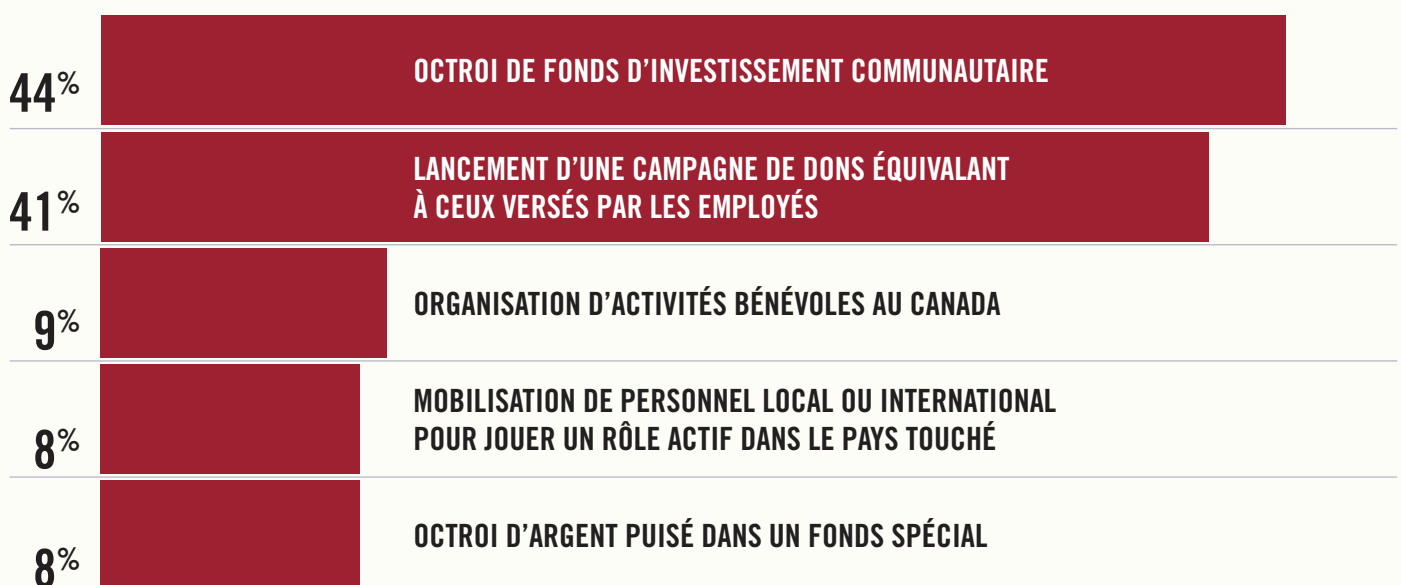 44%
OCTROI DE FONDS D’INVESTISSEMENT COMMUNAUTAIRE
41%
LANCEMENT D’UNE CAMPAGNE DE DONS ÉQUIVALANT
À CEUX VERSÉS PAR LES EMPLOYÉS
9%
ORGANISATION D’ACTIVITÉS BÉNÉVOLES AU CANADA
8%
MOBILISATION DE PERSONNEL LOCAL OU INTERNATIONAL
POUR JOUER UN RÔLE ACTIF DANS LE PAYS TOUCHÉ
8%
OCTROI D’ARGENT PUISÉ DANS UN FONDS SPÉCIAL